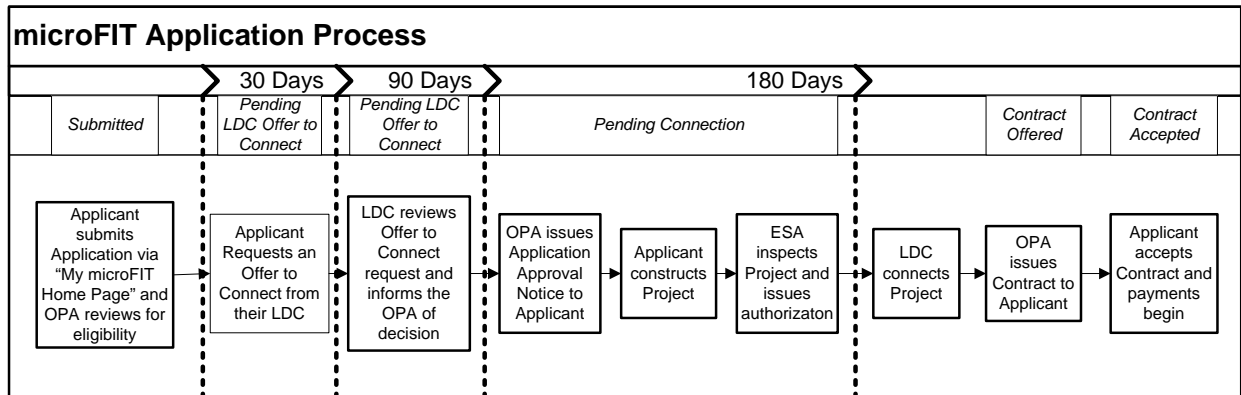 microFIT Application Process
30 Days
90 Days
180 Days
Submitted
Pending
LDC Offer to
Connect
Pending LDC
Offer to
Connect
Pending Connection
Contract
Offered
Contract
Accepted
Applicant
submits
Application via
“My microFIT
Home Page” and
OPA reviews for
eligibility
Applicant
Requests an
Offer to
Connect from
their LDC
LDC reviews
Offer to
Connect
request and
informs the
OPA of
decision
OPA issues
Application
Approval
Notice to
Applicant
Applicant
constructs
Project
ESA
inspects
Project and
issues
authorizaton
LDC
connects
Project
OPA
issues
Contract to
Applicant
Applicant
accepts
Contract and
payments
begin